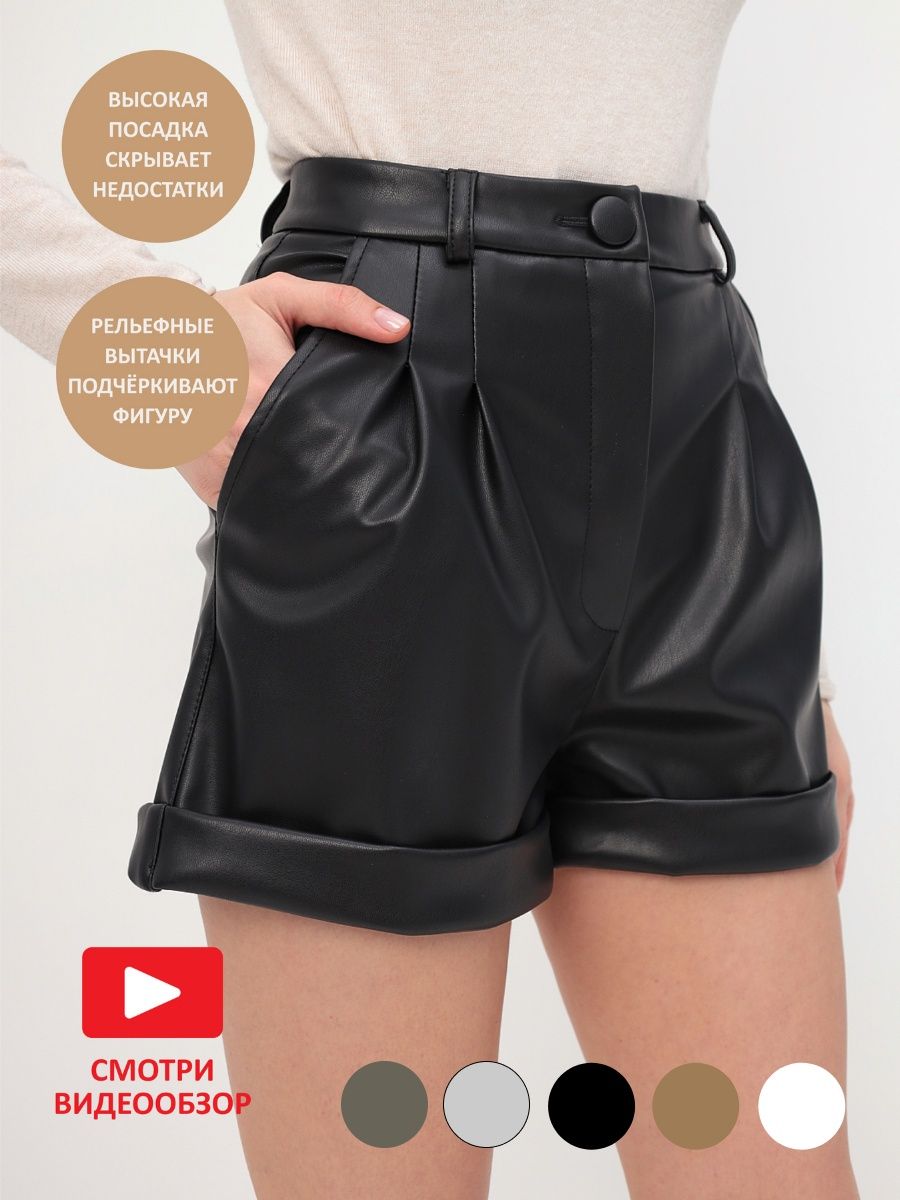 ВЫСОКАЯ
ПОСАДКА
СКРЫВАЕТ
НЕДОСТАТКИ
РЕЛЬЕФНЫЕ
ВЫТАЧКИ
ПОДЧЁРКИВАЮТ
ФИГУРУ
СМОТРИ
ВИДЕООБЗОР